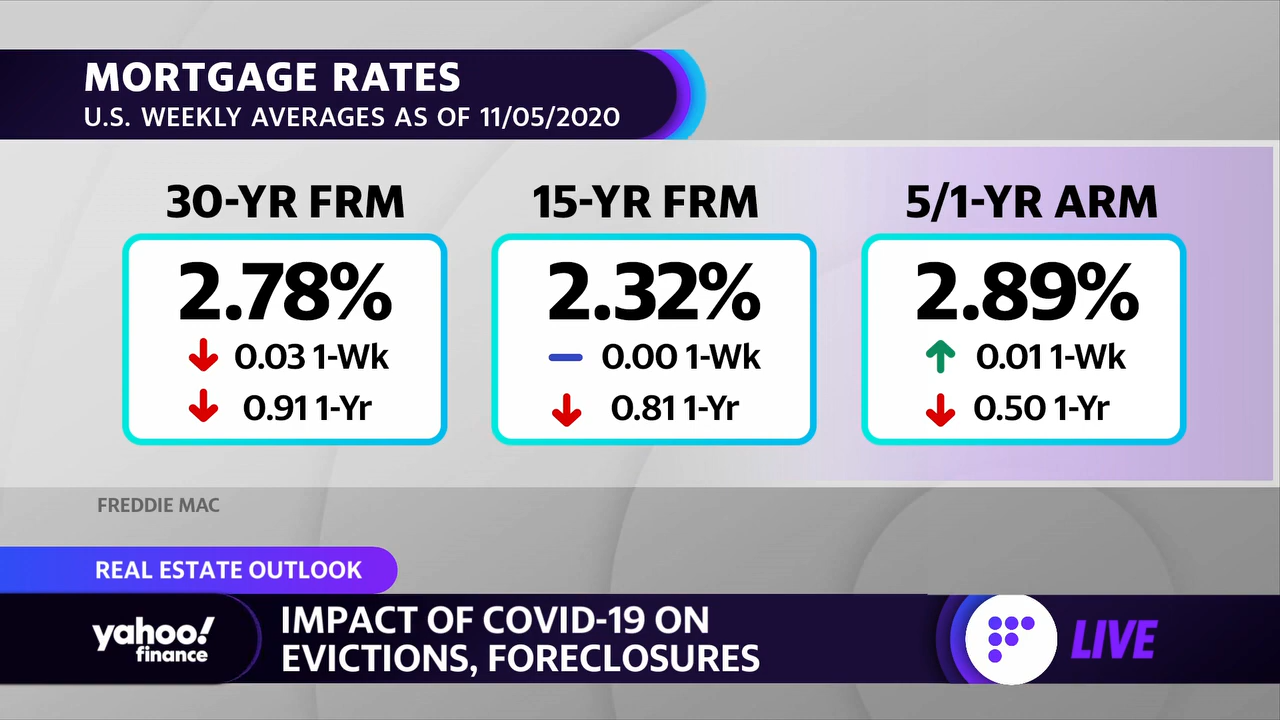 MORTGAGE RATES
U.S. WEEKLY AVERAGES AS OF 11/05/2020
30-YR FRM
2.78%
0.03 1-Wk
0.91 1-Yr
15-YR FRM
2.32%
0.00 1-Wk
0.81 1-Yr
5/1-YR ARM
2.89%
0.01 1-Wk
0.50 1-Yr
FREDDIE MAC
REAL ESTATE OUTLOOK
yahoo!
finance
IMPACT OF COVID-19 ON
EVICTIONS, FORECLOSURES
LIVE